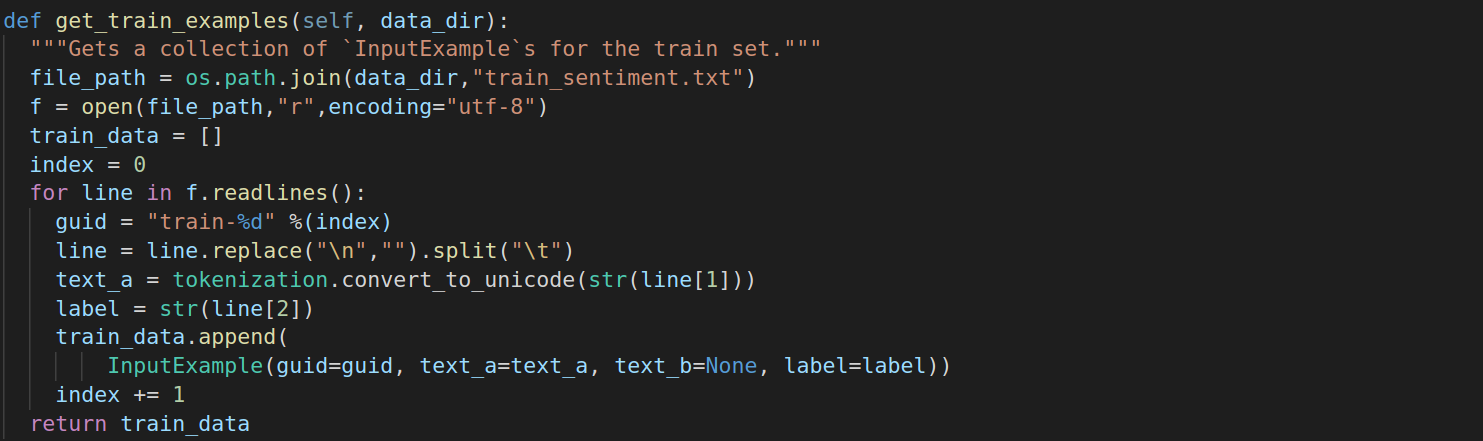 def get_train_examples(self, data_dir):
  """Gets a collection of `InputExample`s for the train set."""
  file_path = os.path.join(data_dir,"train_sentiment.txt")
  f = open(file_path,"r",encoding="utf-8")
  train_data = []
  index = 0
  for line in f.readlines():
    guid = "train-%d" %(index)
    line = line.replace("\n","").split("\t")
    text_a = tokenization.convert_to_unicode(str(line[1]))
    label = str(line[2])
    train_data.append(
        InputExample(guid=guid, text_a=text_a, text_b=None, label=label))
    index += 1
  return train_data